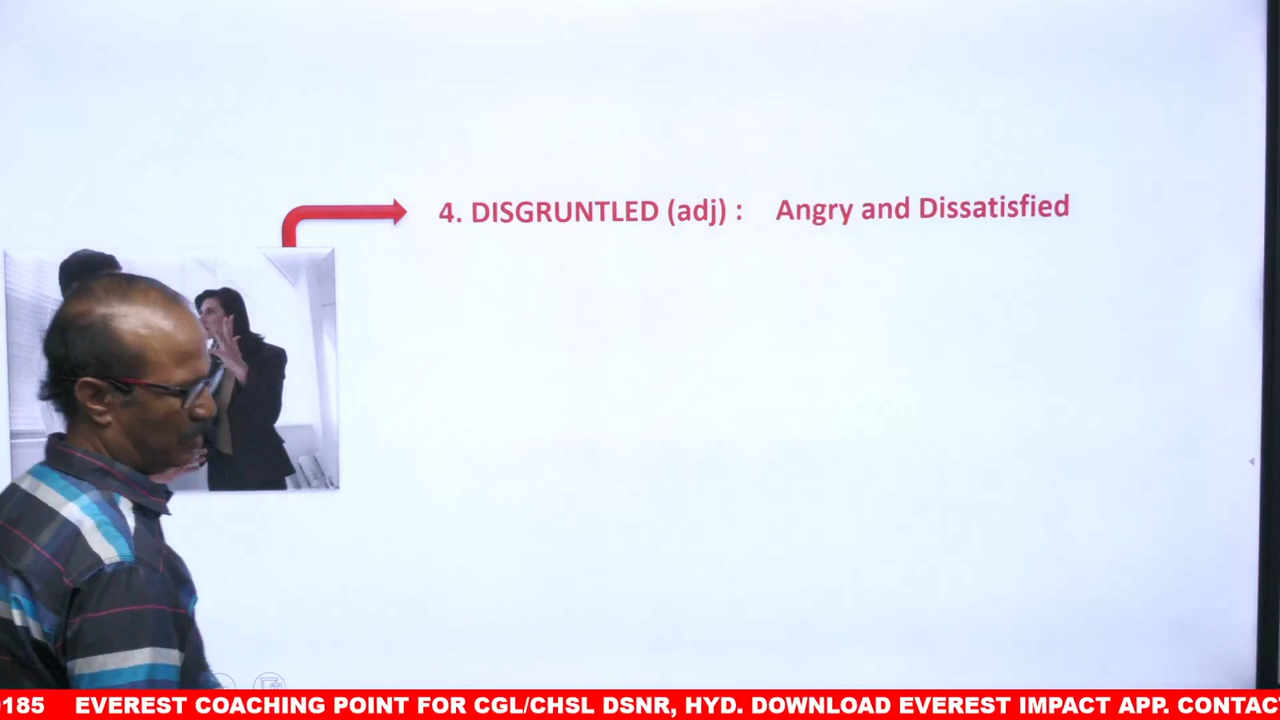 4. DISGRUNTLED (adj) : Angry and Dissatisfied
185 EVEREST COACHING POINT FOR CGL/CHSL DSNR, HYD. DOWNLOAD EVEREST IMPACT APP.